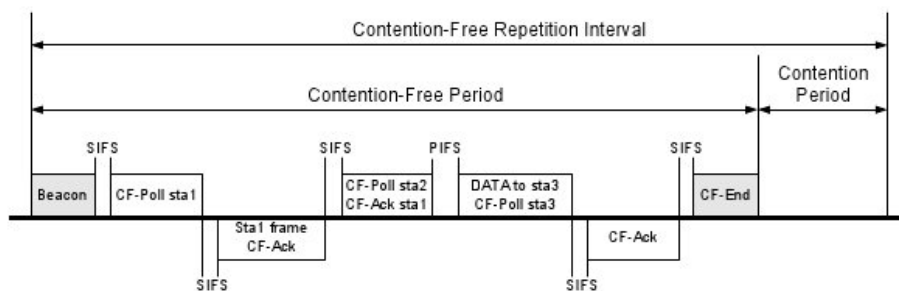 Contention-Free Repetition Interval
Contention-Free Period
Contention
Period
SIFS
SIFS
PIFS
SIFS
Beacon
CF-Poll sta1
CF-Poll sta2
CF-Ack sta1
DATA to sta3
CF-Poll sta3
CF-End
Sta1 frame
CF-Ack
CF-Ack
SIFS
SIFS